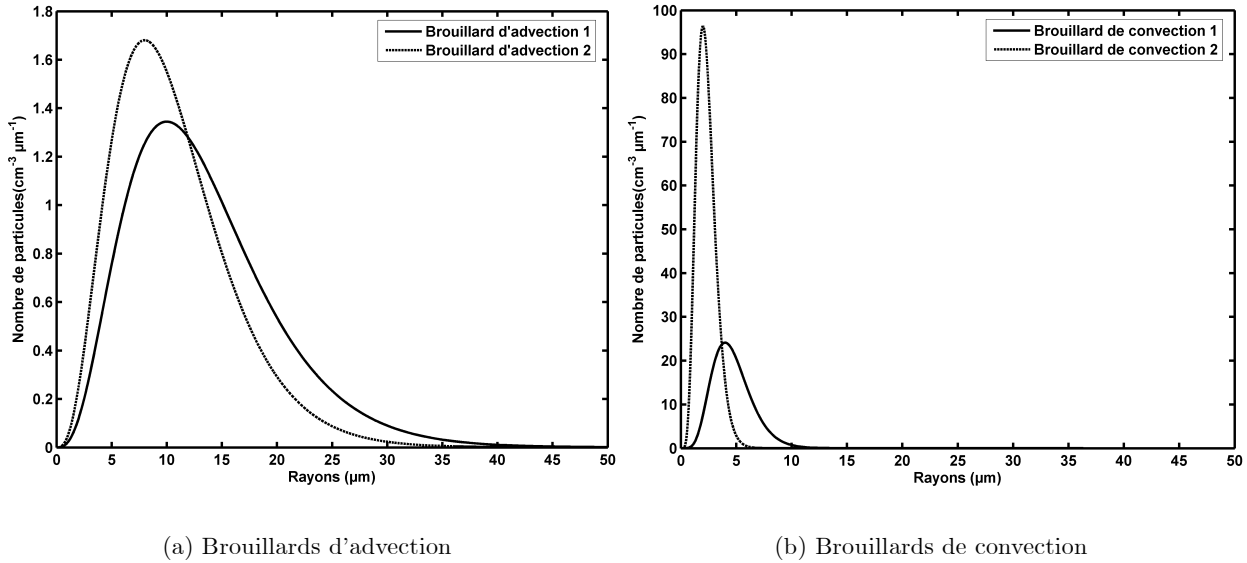 Brouillard d'advection 1
Brouillard d'advection 2
Nombre de particules(cm⁻³ µm⁻¹)
1.8
1.6
1.4
1.2
1
0.8
0.6
0.4
0.2
0
0 5 10 15 20 25 30 35 40 45 50
Rayons (µm)
(a) Brouillards d'advection
Brouillard de convection 1
Brouillard de convection 2
Nombre de particules(cm⁻³ µm⁻¹)
100
90
80
70
60
50
40
30
20
10
0
0 5 10 15 20 25 30 35 40 45 50
Rayons (µm)
(b) Brouillards de convection